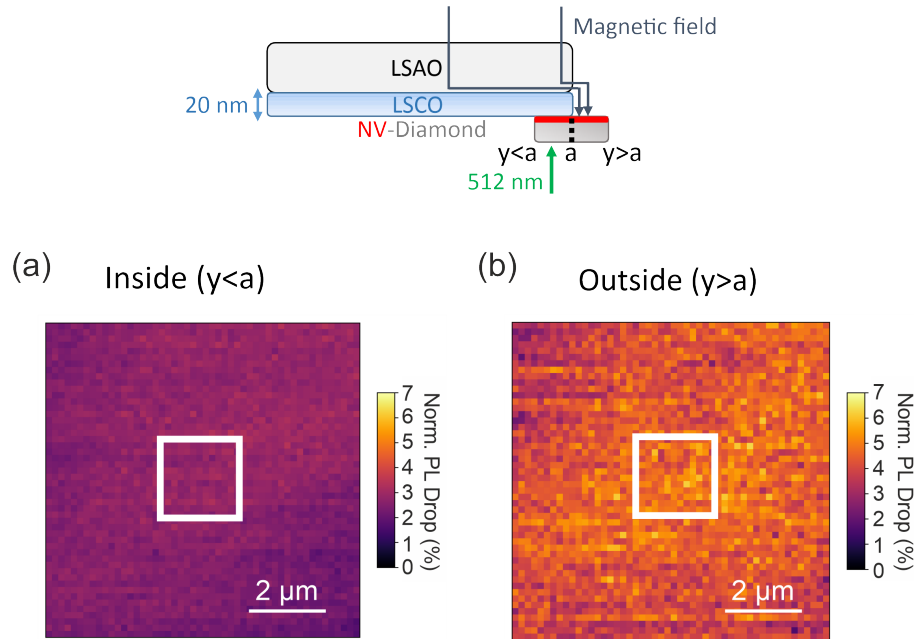 Magnetic field
LSAO
20 nm
LSCO
NV-Diamond
y<a a y>a
512 nm
(a)
Inside (y<a)
(b)
Outside (y>a)
7
6
5
4
3
2
1
0
Norm. PL Drop (%)
2 μm
7
6
5
4
3
2
1
0
Norm. PL Drop (%)
2 μm